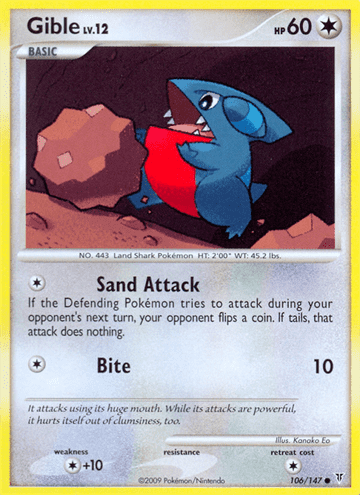 Gible LV.12 HP 60
BASIC
NO. 443 Land Shark Pokémon HT: 2'00" WT: 45.2 lbs.
Sand Attack
If the Defending Pokémon tries to attack during your
opponent's next turn, your opponent flips a coin. If tails, that
attack does nothing.
Bite 10
It attacks using its huge mouth. While its attacks are powerful,
it hurts itself out of clumsiness, too.
Illus. Kanako Eo
weakness resistance retreat cost
+10
©2009 Pokémon/Nintendo 106/147